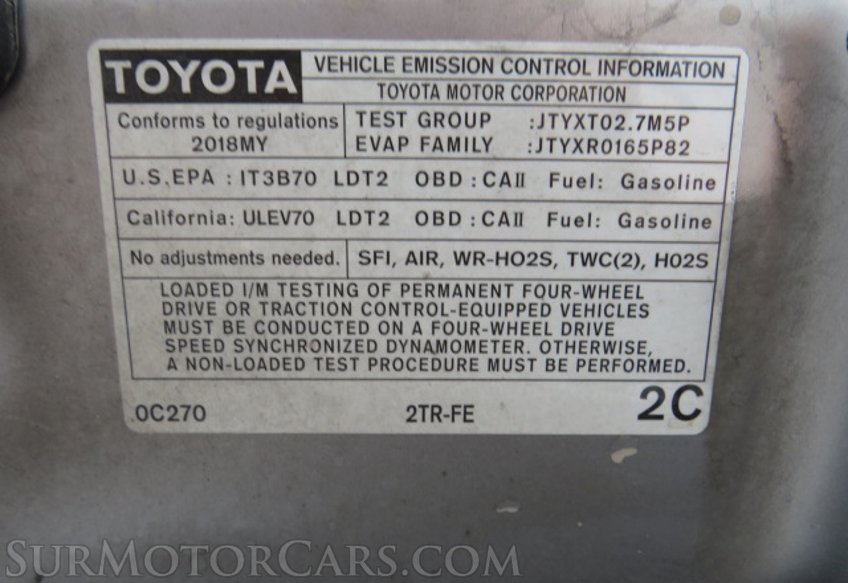 TOYOTA
VEHICLE EMISSION CONTROL INFORMATION
TOYOTA MOTOR CORPORATION
Conforms to regulations
2018MY
TEST GROUP :JTYXT02.7M5P
EVAP FAMILY :JTYXR0165P82
U.S.EPA : IT3B70 LDT2 OBD : CAII Fuel: Gasoline
California: ULEV70 LDT2 OBD : CAII Fuel: Gasoline
No adjustments needed.
SFI, AIR, WR-HO2S, TWC(2), HO2S
LOADED I/M TESTING OF PERMANENT FOUR-WHEEL
DRIVE OR TRACTION CONTROL-EQUIPPED VEHICLES
MUST BE CONDUCTED ON A FOUR-WHEEL DRIVE
SPEED SYNCHRONIZED DYNAMOMETER. OTHERWISE,
A NON-LOADED TEST PROCEDURE MUST BE PERFORMED.
0C270 2TR-FE 2C
SURMOTORCARS.COM